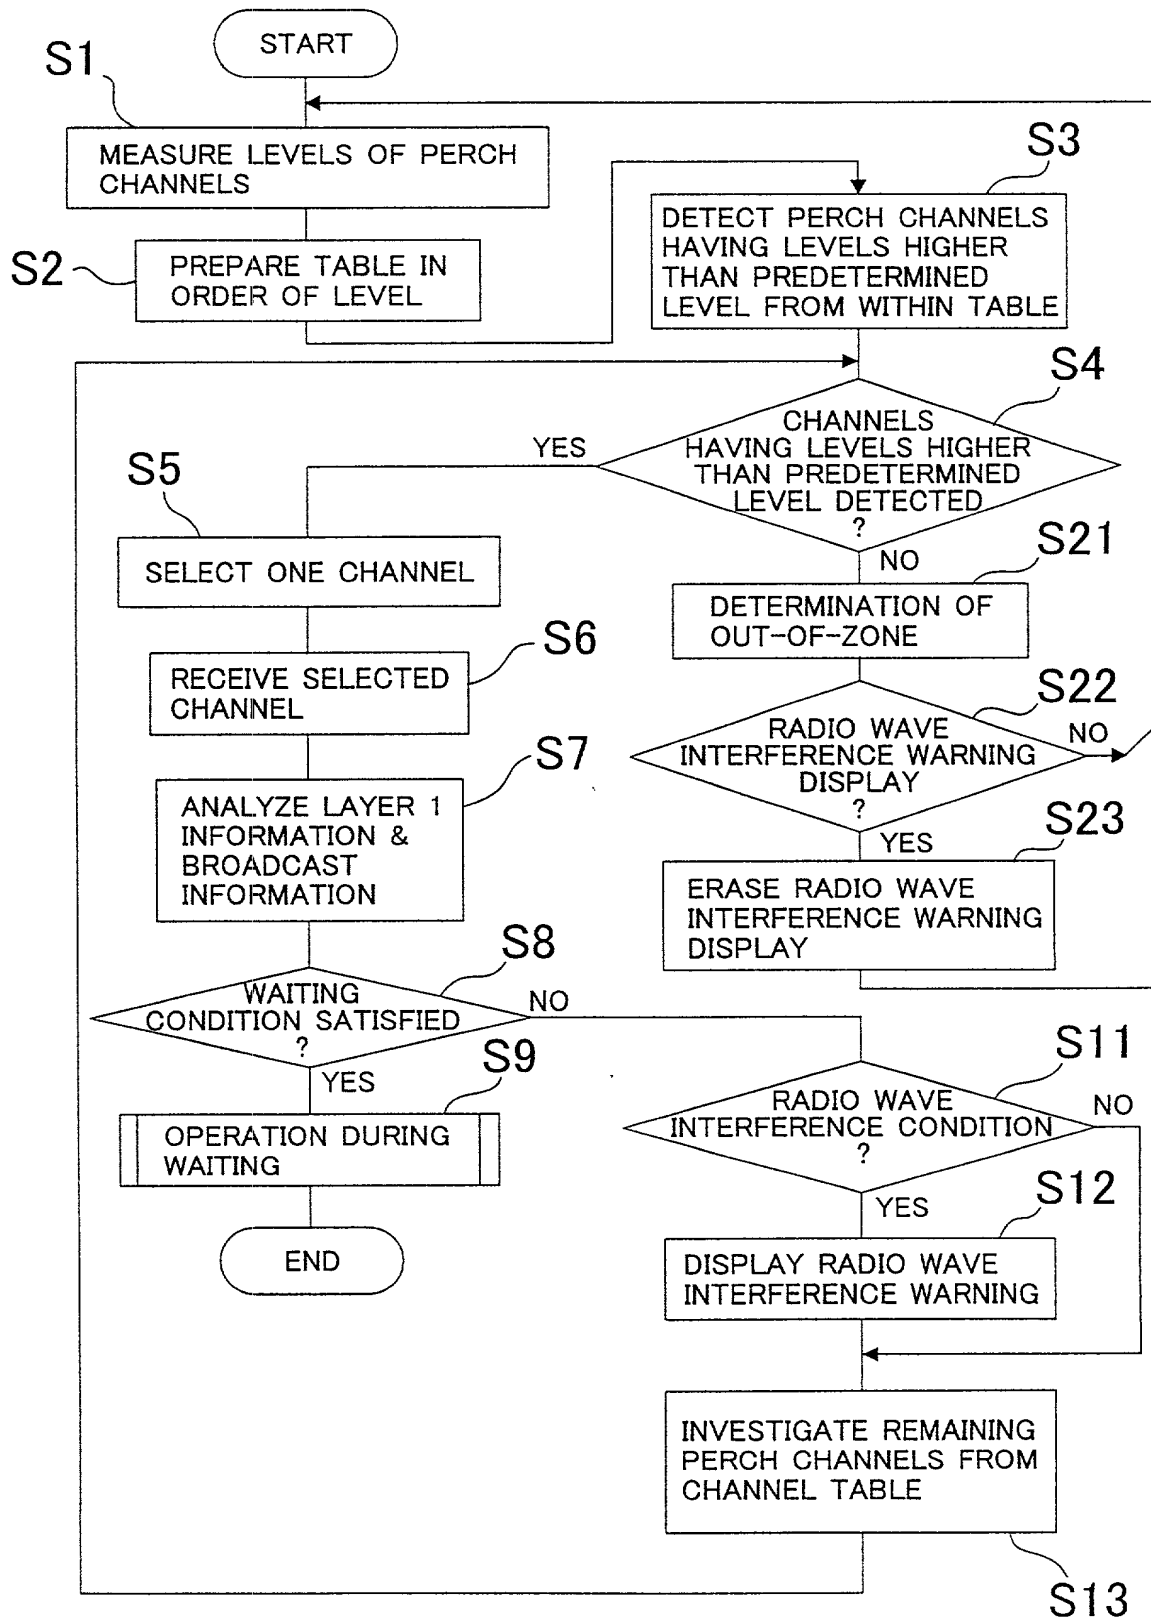 START
S1
MEASURE LEVELS OF PERCH
CHANNELS
S2
PREPARE TABLE IN
ORDER OF LEVEL
S3
DETECT PERCH CHANNELS
HAVING LEVELS HIGHER
THAN PREDETERMINED
LEVEL FROM WITHIN TABLE
S4
CHANNELS
HAVING LEVELS HIGHER
THAN PREDETERMINED
LEVEL DETECTED
?
YES
NO
S5
SELECT ONE CHANNEL
S6
RECEIVE SELECTED
CHANNEL
S7
ANALYZE LAYER 1
INFORMATION &
BROADCAST
INFORMATION
S8
WAITING
CONDITION SATISFIED
?
NO
YES
S9
OPERATION DURING
WAITING
END
S21
DETERMINATION OF
OUT-OF-ZONE
S22
RADIO WAVE
INTERFERENCE WARNING
DISPLAY
?
NO
YES
S23
ERASE RADIO WAVE
INTERFERENCE WARNING
DISPLAY
S11
RADIO WAVE
INTERFERENCE CONDITION
?
NO
YES
S12
DISPLAY RADIO WAVE
INTERFERENCE WARNING
INVESTIGATE REMAINING
PERCH CHANNELS FROM
CHANNEL TABLE
S13